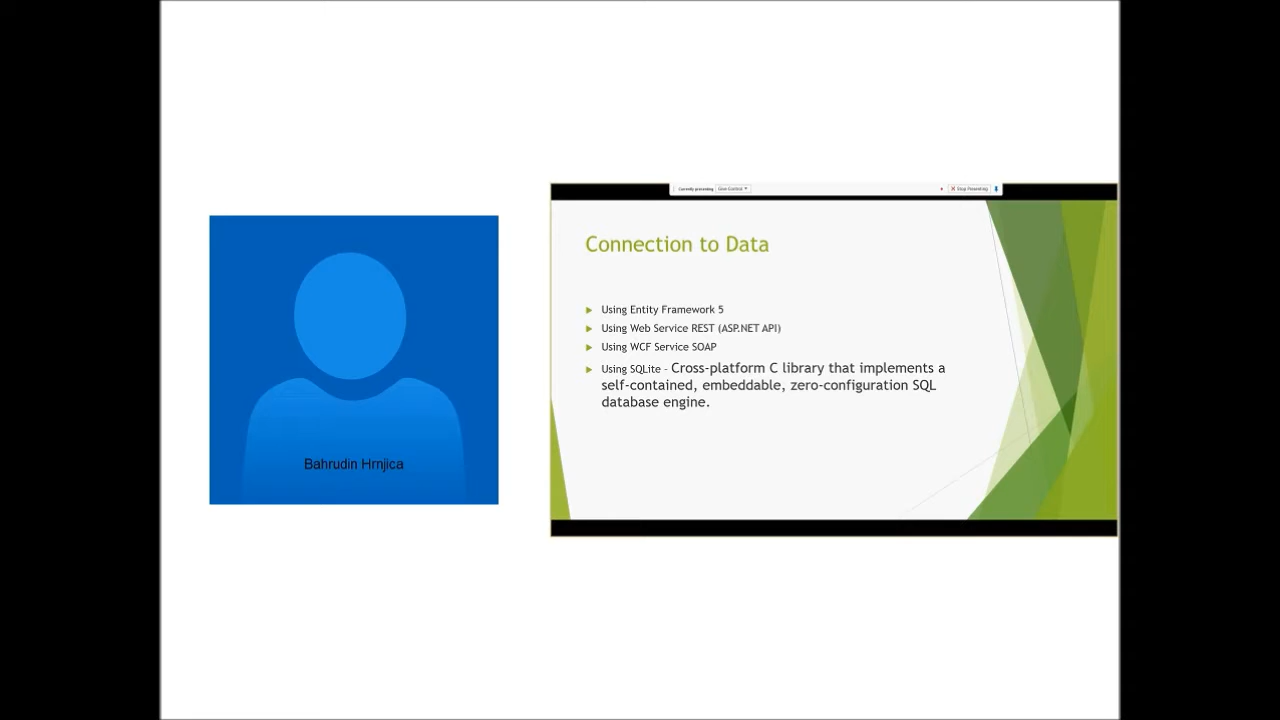 Currently presenting Give Control Stop Presenting
Connection to Data
Using Entity Framework 5
Using Web Service REST (ASP.NET API)
Using WCF Service SOAP
Using SQLite - Cross-platform C library that implements a
self-contained, embeddable, zero-configuration SQL
database engine.
Bahrudin Hrnjica